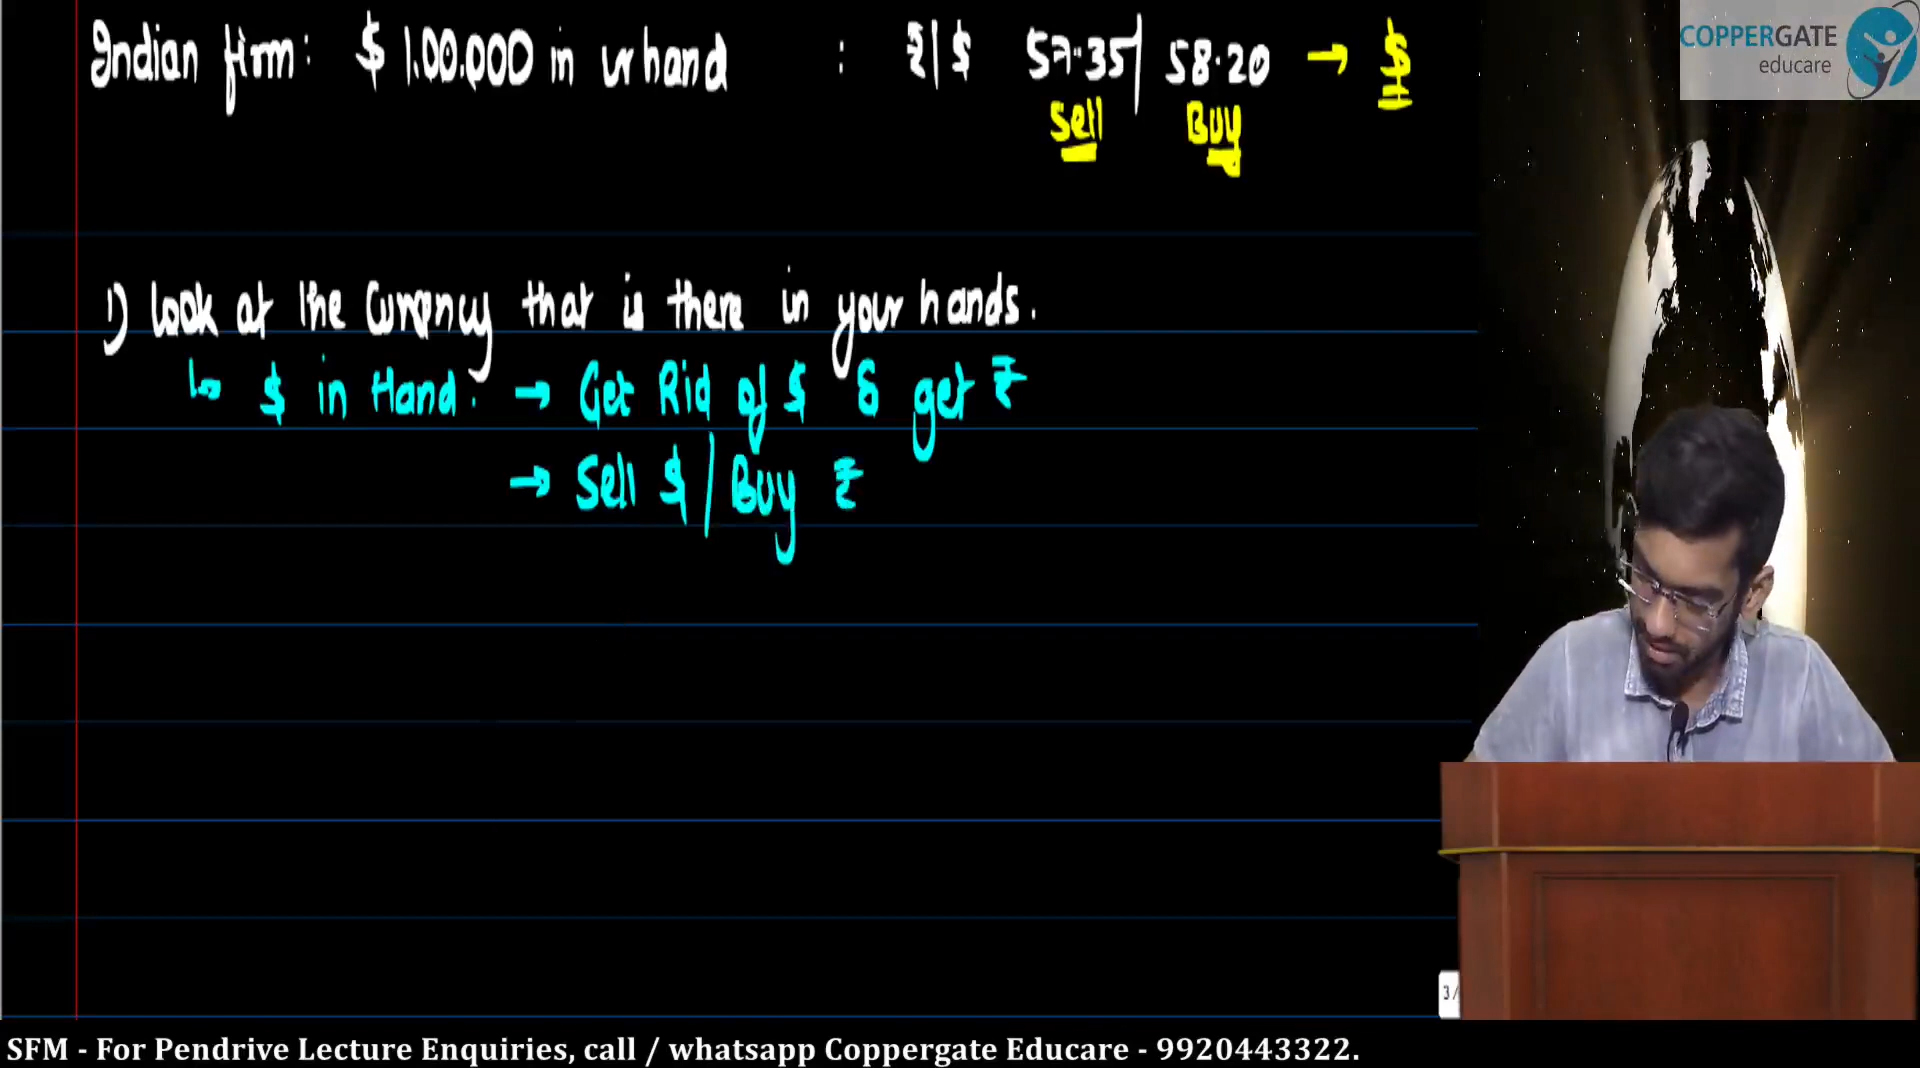 Indian firm: $ 1,00,000 in ur hand : ₹|$ 57.35| 58.20 → $
Sell Buy
COPPERGATE
educare
1) Look at the Currency that is there in your hands.
↳ $ in Hand. → Get Rid of $ & get ₹
→ Sell $ / Buy ₹
3/
SFM - For Pendrive Lecture Enquiries, call / whatsapp Coppergate Educare - 9920443322.